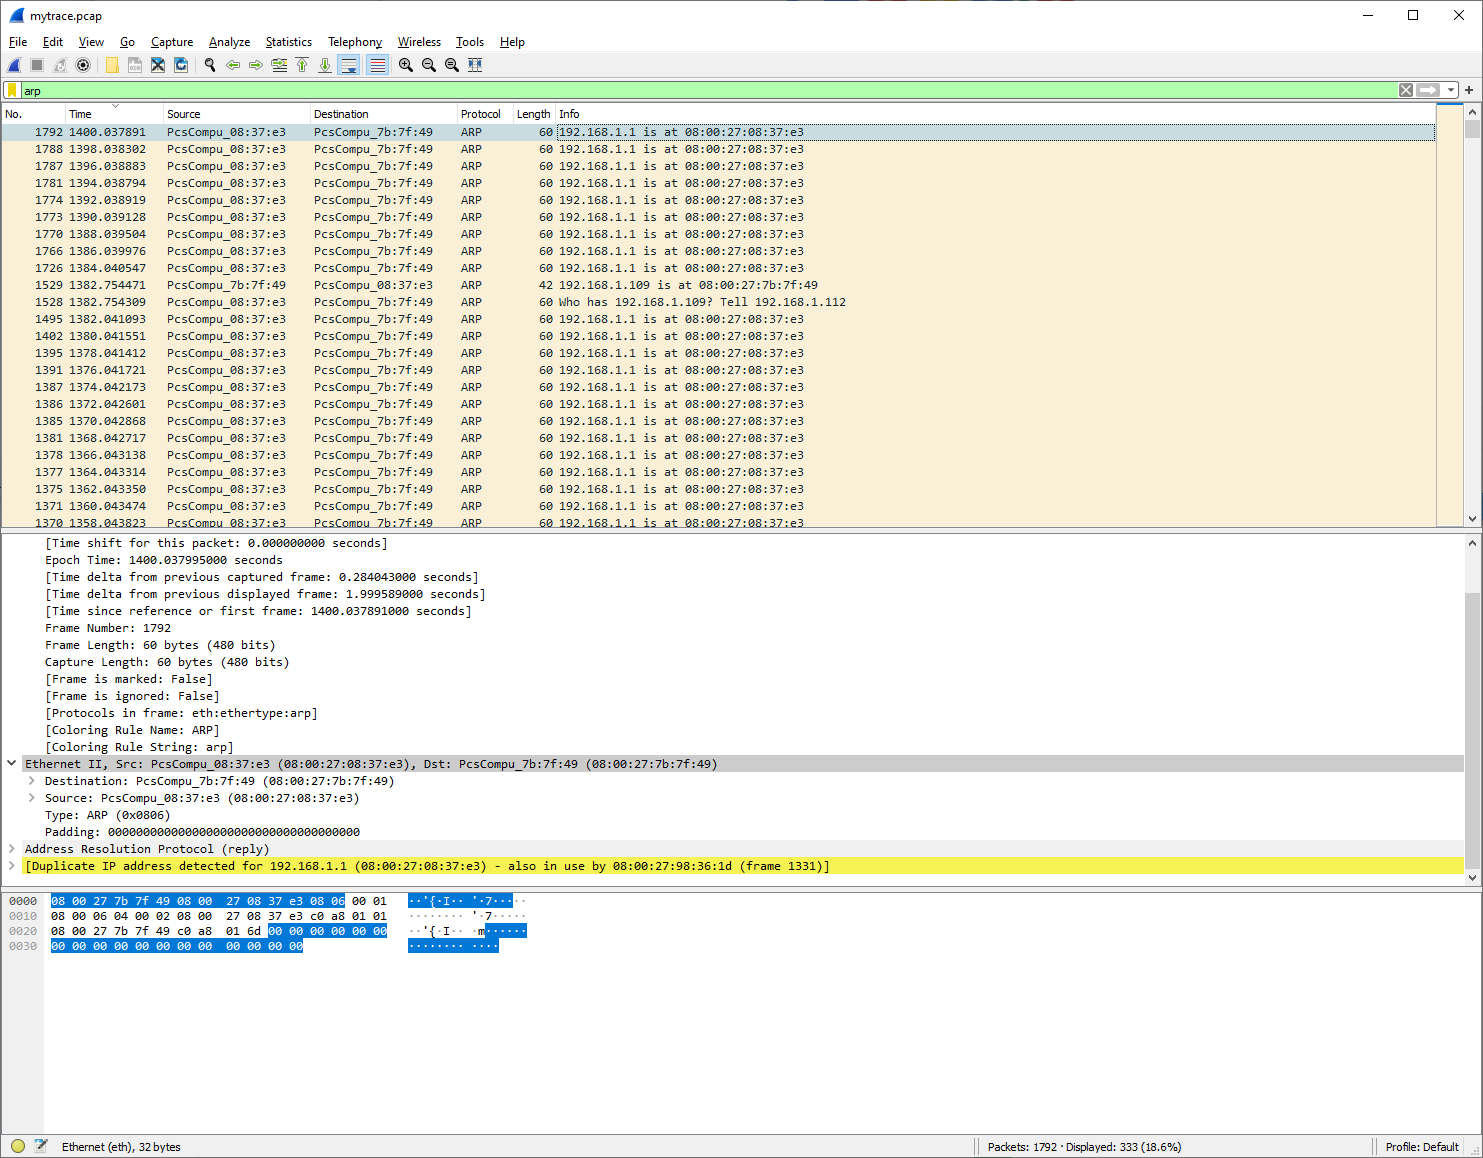 mytrace.pcap
File Edit View Go Capture Analyze Statistics Telephony Wireless Tools Help
arp
No. Time Source Destination Protocol Length Info
1792 1400.037891 PcsCompu_08:37:e3 PcsCompu_7b:7f:49 ARP 60 192.168.1.1 is at 08:00:27:08:37:e3
1788 1398.038302 PcsCompu_08:37:e3 PcsCompu_7b:7f:49 ARP 60 192.168.1.1 is at 08:00:27:08:37:e3
1787 1396.038883 PcsCompu_08:37:e3 PcsCompu_7b:7f:49 ARP 60 192.168.1.1 is at 08:00:27:08:37:e3
1781 1394.038794 PcsCompu_08:37:e3 PcsCompu_7b:7f:49 ARP 60 192.168.1.1 is at 08:00:27:08:37:e3
1774 1392.038919 PcsCompu_08:37:e3 PcsCompu_7b:7f:49 ARP 60 192.168.1.1 is at 08:00:27:08:37:e3
1773 1390.039128 PcsCompu_08:37:e3 PcsCompu_7b:7f:49 ARP 60 192.168.1.1 is at 08:00:27:08:37:e3
1770 1388.039504 PcsCompu_08:37:e3 PcsCompu_7b:7f:49 ARP 60 192.168.1.1 is at 08:00:27:08:37:e3
1766 1386.039976 PcsCompu_08:37:e3 PcsCompu_7b:7f:49 ARP 60 192.168.1.1 is at 08:00:27:08:37:e3
1726 1384.040547 PcsCompu_08:37:e3 PcsCompu_7b:7f:49 ARP 60 192.168.1.1 is at 08:00:27:08:37:e3
1529 1382.754471 PcsCompu_7b:7f:49 PcsCompu_08:37:e3 ARP 42 192.168.1.109 is at 08:00:27:7b:7f:49
1528 1382.754309 PcsCompu_08:37:e3 PcsCompu_7b:7f:49 ARP 60 Who has 192.168.1.109? Tell 192.168.1.112
1495 1382.041093 PcsCompu_08:37:e3 PcsCompu_7b:7f:49 ARP 60 192.168.1.1 is at 08:00:27:08:37:e3
1402 1380.041551 PcsCompu_08:37:e3 PcsCompu_7b:7f:49 ARP 60 192.168.1.1 is at 08:00:27:08:37:e3
1395 1378.041412 PcsCompu_08:37:e3 PcsCompu_7b:7f:49 ARP 60 192.168.1.1 is at 08:00:27:08:37:e3
1391 1376.041721 PcsCompu_08:37:e3 PcsCompu_7b:7f:49 ARP 60 192.168.1.1 is at 08:00:27:08:37:e3
1387 1374.042173 PcsCompu_08:37:e3 PcsCompu_7b:7f:49 ARP 60 192.168.1.1 is at 08:00:27:08:37:e3
1386 1372.042601 PcsCompu_08:37:e3 PcsCompu_7b:7f:49 ARP 60 192.168.1.1 is at 08:00:27:08:37:e3
1385 1370.042868 PcsCompu_08:37:e3 PcsCompu_7b:7f:49 ARP 60 192.168.1.1 is at 08:00:27:08:37:e3
1381 1368.042717 PcsCompu_08:37:e3 PcsCompu_7b:7f:49 ARP 60 192.168.1.1 is at 08:00:27:08:37:e3
1378 1366.043138 PcsCompu_08:37:e3 PcsCompu_7b:7f:49 ARP 60 192.168.1.1 is at 08:00:27:08:37:e3
1377 1364.043314 PcsCompu_08:37:e3 PcsCompu_7b:7f:49 ARP 60 192.168.1.1 is at 08:00:27:08:37:e3
1375 1362.043350 PcsCompu_08:37:e3 PcsCompu_7b:7f:49 ARP 60 192.168.1.1 is at 08:00:27:08:37:e3
1371 1360.043474 PcsCompu_08:37:e3 PcsCompu_7b:7f:49 ARP 60 192.168.1.1 is at 08:00:27:08:37:e3
1370 1358.043823 PcsCompu_08:37:e3 PcsCompu_7b:7f:49 ARP 60 192.168.1.1 is at 08:00:27:08:37:e3
[Time shift for this packet: 0.000000000 seconds]
Epoch Time: 1400.037995000 seconds
[Time delta from previous captured frame: 0.284043000 seconds]
[Time delta from previous displayed frame: 1.999589000 seconds]
[Time since reference or first frame: 1400.037891000 seconds]
Frame Number: 1792
Frame Length: 60 bytes (480 bits)
Capture Length: 60 bytes (480 bits)
[Frame is marked: False]
[Frame is ignored: False]
[Protocols in frame: eth:ethertype:arp]
[Coloring Rule Name: ARP]
[Coloring Rule String: arp]
Ethernet II, Src: PcsCompu_08:37:e3 (08:00:27:08:37:e3), Dst: PcsCompu_7b:7f:49 (08:00:27:7b:7f:49)
Destination: PcsCompu_7b:7f:49 (08:00:27:7b:7f:49)
Source: PcsCompu_08:37:e3 (08:00:27:08:37:e3)
Type: ARP (0x0806)
Padding: 000000000000000000000000000000000000
Address Resolution Protocol (reply)
[Duplicate IP address detected for 192.168.1.1 (08:00:27:08:37:e3) - also in use by 08:00:27:98:36:1d (frame 1331)]
0000 08 00 27 7b 7f 49 08 00 27 08 37 e3 08 06 00 01 ··'{·I·· '·7·····
0010 08 00 06 04 00 02 08 00 27 08 37 e3 c0 a8 01 01 ········ '·7·····
0020 08 00 27 7b 7f 49 c0 a8 01 6d 00 00 00 00 00 00 ··'{·I·· ·m······
0030 00 00 00 00 00 00 00 00 00 00 00 00 ········ ····
Ethernet (eth), 32 bytes Packets: 1792 · Displayed: 333 (18.6%) Profile: Default